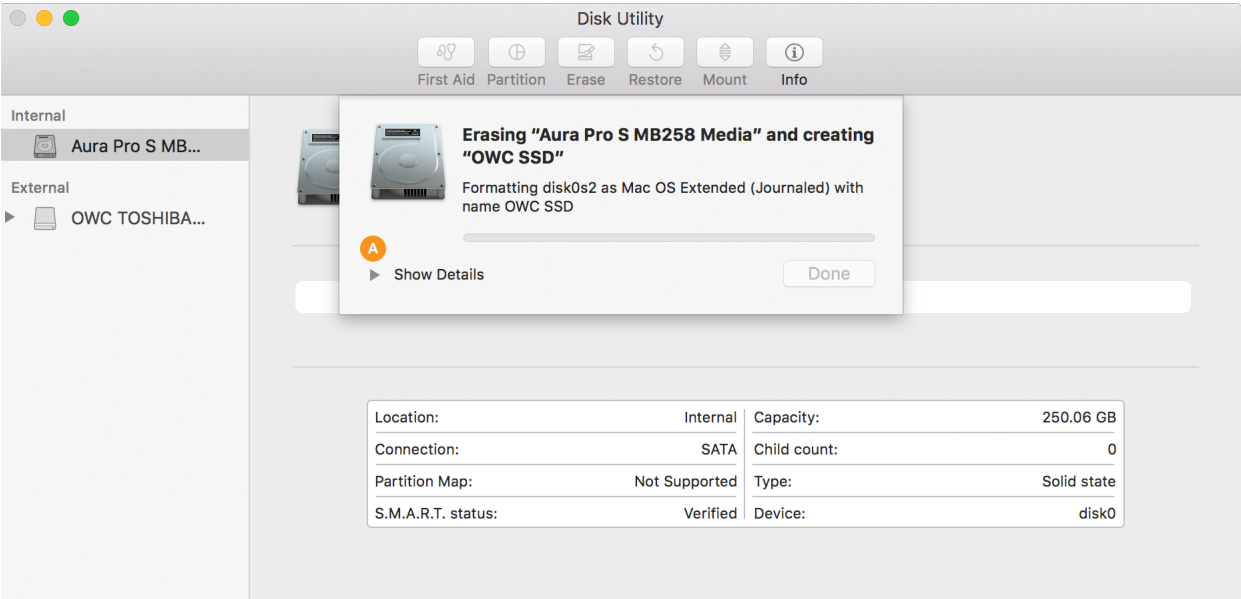 Disk Utility
First Aid
Partition
Erase
Restore
Mount
Info
Internal
Aura Pro S MB...
External
OWC TOSHIBA...
Erasing “Aura Pro S MB258 Media” and creating
“OWC SSD”
Formatting disk0s2 as Mac OS Extended (Journaled) with
name OWC SSD
A
Show Details
Done
Location: Internal
Capacity: 250.06 GB
Connection: SATA
Child count: 0
Partition Map: Not Supported
Type: Solid state
S.M.A.R.T. status: Verified
Device: disk0